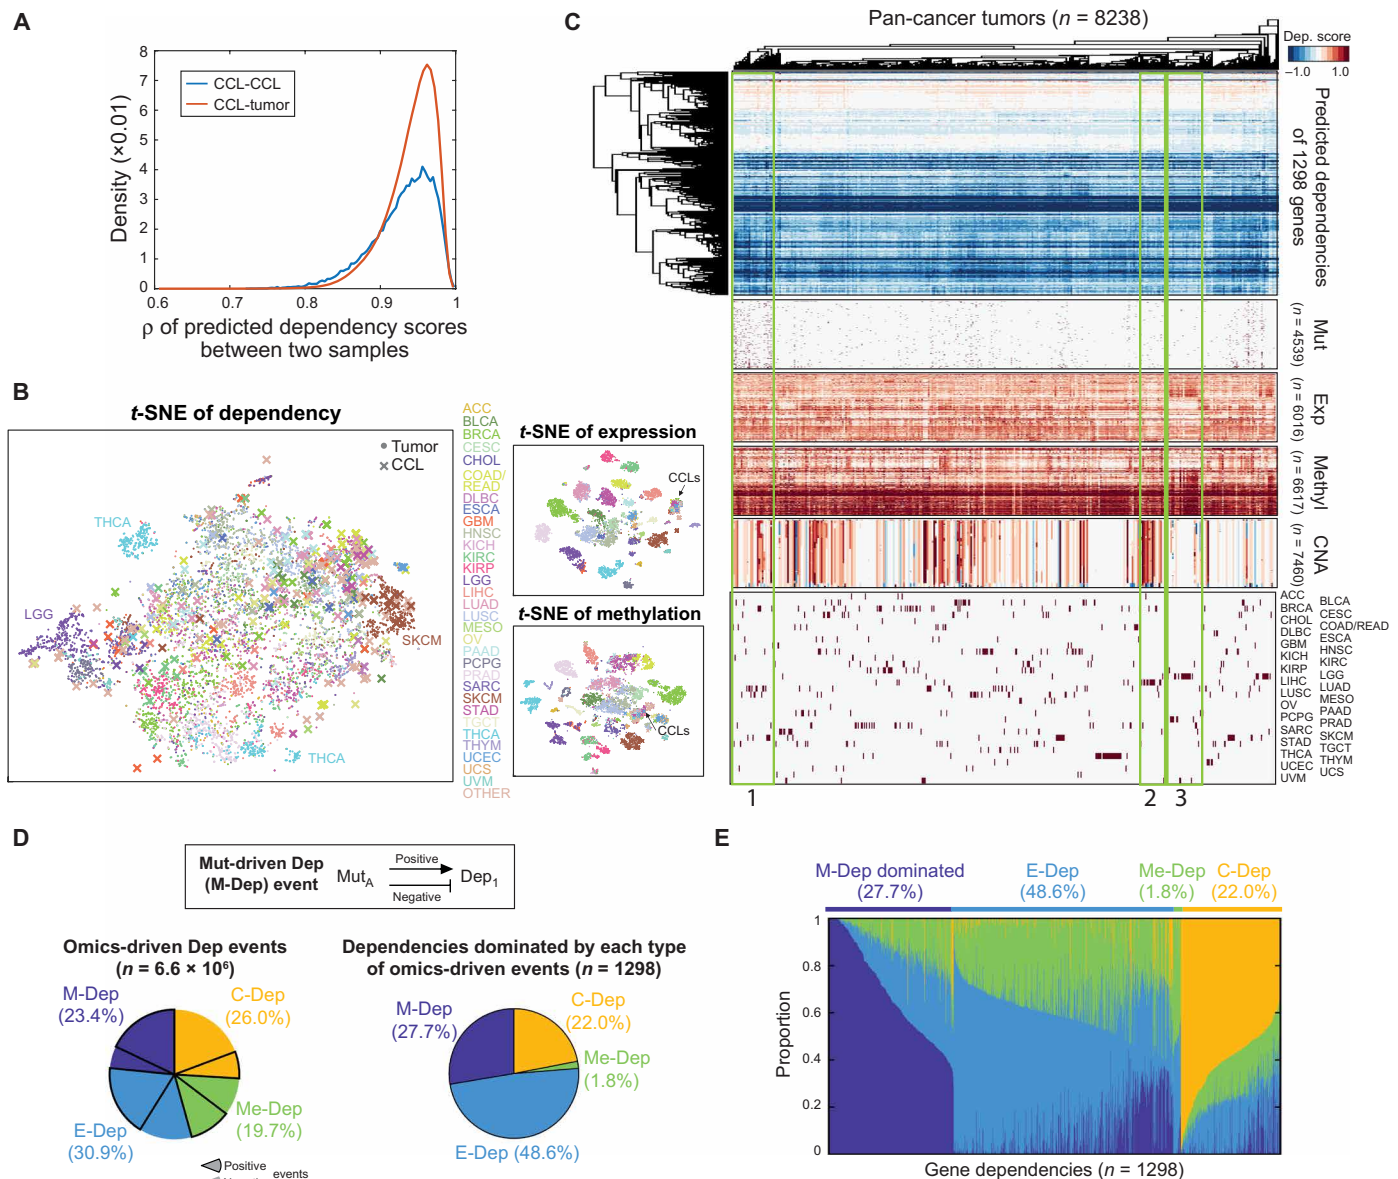 A
8
7
6
5
4
3
2
1
0
Density (×0.01)
CCL-CCL
CCL-tumor
0.6
0.7
0.8
0.9
1
ρ of predicted dependency scores
between two samples
B
t-SNE of dependency
Tumor
CCL
THCA
LGG
SKCM
THCA
ACC
BLCA
BRCA
CESC
CHOL
COAD/
READ
DLBC
ESCA
GBM
HNSC
KICH
KIRC
KIRP
LGG
LIHC
LUAD
LUSC
MESO
OV
PAAD
PCPG
PRAD
SARC
SKCM
STAD
TGCT
THCA
THYM
UCEC
UCS
UVM
OTHER
t-SNE of expression
CCLs
t-SNE of methylation
CCLs
C
Pan-cancer tumors (n = 8238)
Dep. score
−1.0
1.0
Predicted dependencies
of 1298 genes
Mut
(n = 4539)
Exp
(n = 6016)
Methyl
(n = 6617)
CNA
(n = 7460)
ACC
BLCA
BRCA
CESC
CHOL
COAD/READ
DLBC
ESCA
GBM
HNSC
KICH
KIRC
KIRP
LGG
LIHC
LUAD
LUSC
MESO
OV
PAAD
PCPG
PRAD
SARC
SKCM
STAD
TGCT
THCA
THYM
UCEC
UCS
UVM
1
2
3
D
Mut-driven Dep
(M-Dep) event
MutA
Positive
Negative
Dep1
Omics-driven Dep events
(n = 6.6 × 10⁶)
M-Dep
(23.4%)
C-Dep
(26.0%)
Me-Dep
(19.7%)
E-Dep
(30.9%)
Positive
events
Dependencies dominated by each type
of omics-driven events (n = 1298)
M-Dep
(27.7%)
C-Dep
(22.0%)
Me-Dep
(1.8%)
E-Dep (48.6%)
E
M-Dep dominated
(27.7%)
E-Dep
(48.6%)
Me-Dep
(1.8%)
C-Dep
(22.0%)
1
0.8
0.6
0.4
0.2
0
Proportion
Gene dependencies (n = 1298)